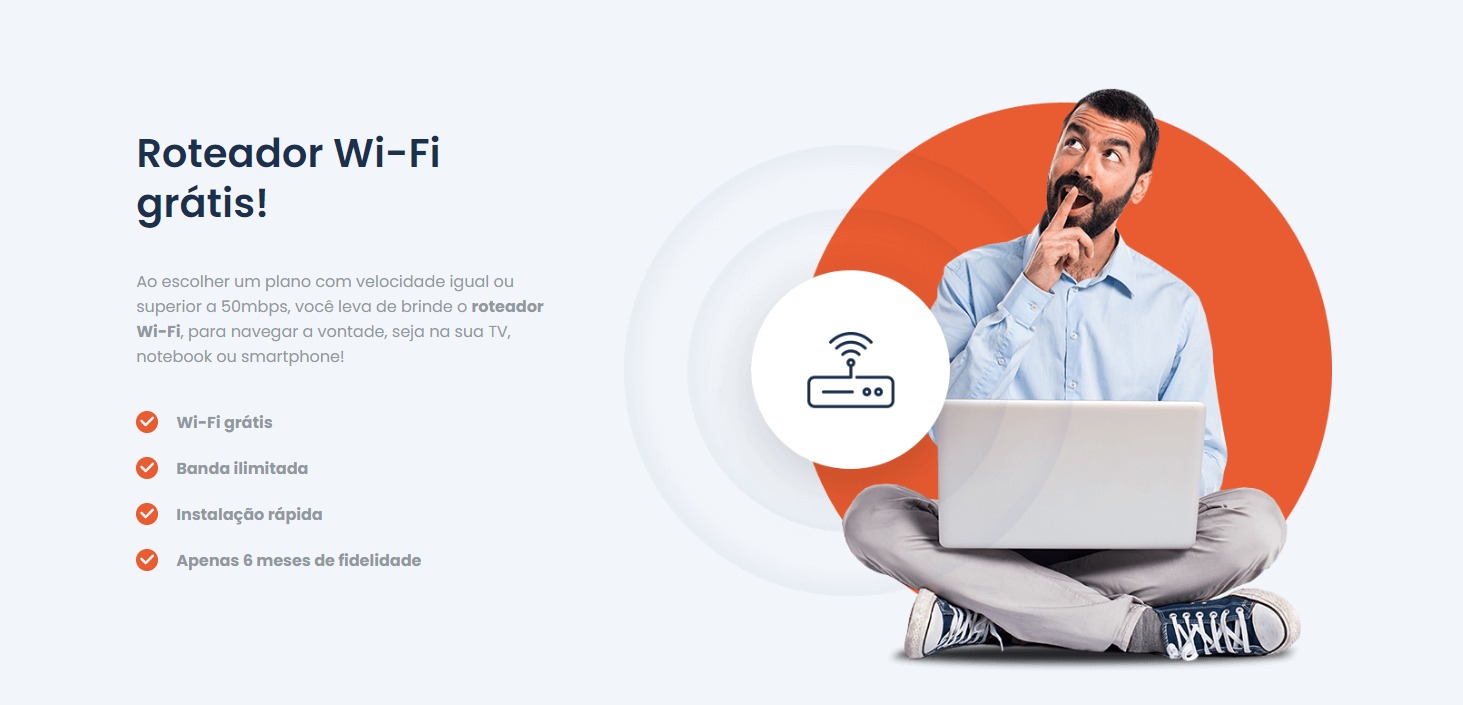 Roteador Wi-Fi
grátis!
Ao escolher um plano com velocidade igual ou
superior a 50mbps, você leva de brinde o roteador
Wi-Fi, para navegar a vontade, seja na sua TV,
notebook ou smartphone!
Wi-Fi grátis
Banda ilimitada
Instalação rápida
Apenas 6 meses de fidelidade